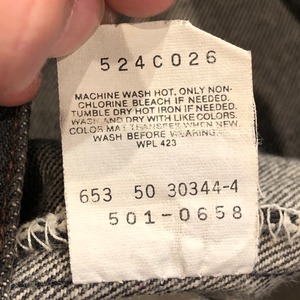 524C026
MACHINE WASH HOT. ONLY NON-
CHLORINE BLEACH IF NEEDED.
TUMBLE DRY HOT IRON IF NEEDED.
WASH AND DRY WITH LIKE COLORS.
COLOR MAY TRANSFER WHEN NEW.
WASH BEFORE WEARING.
WPL 423
653 50 30344-4
501-0658